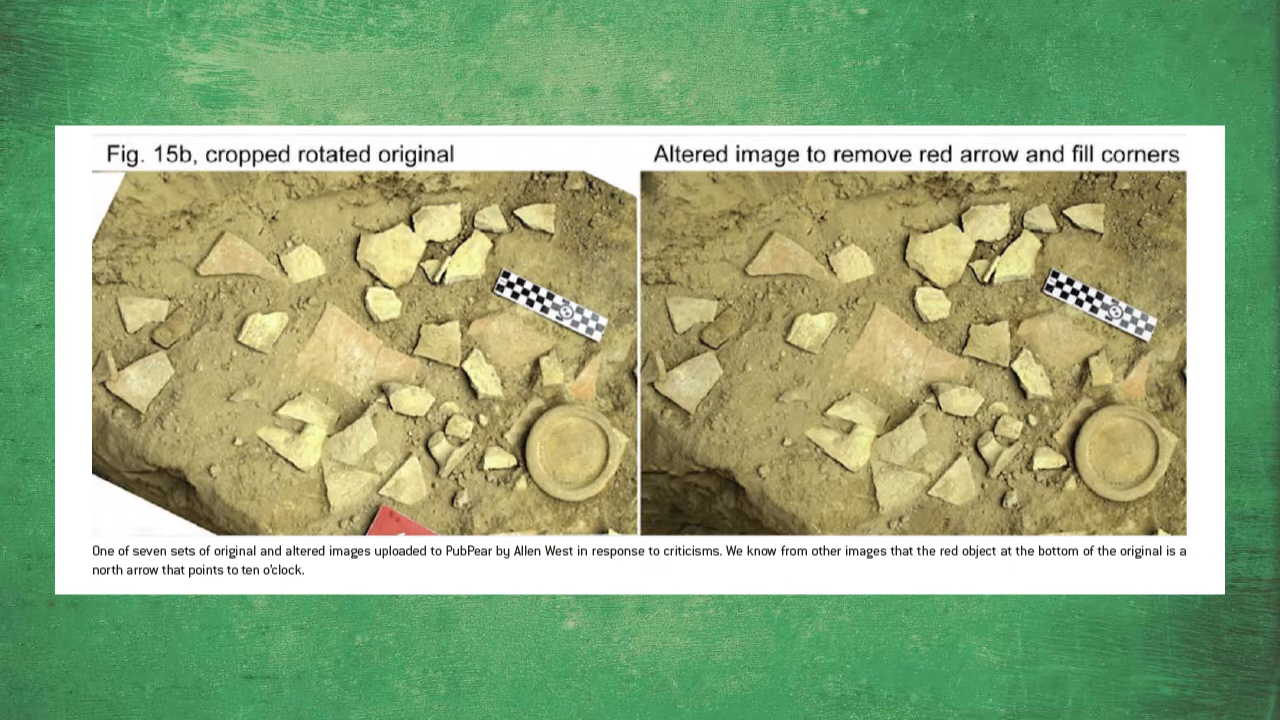 Fig. 15b, cropped rotated original
Altered image to remove red arrow and fill corners
One of seven sets of original and altered images uploaded to PubPear by Allen West in response to criticisms. We know from other images that the red object at the bottom of the original is a
north arrow that points to ten o'clock.